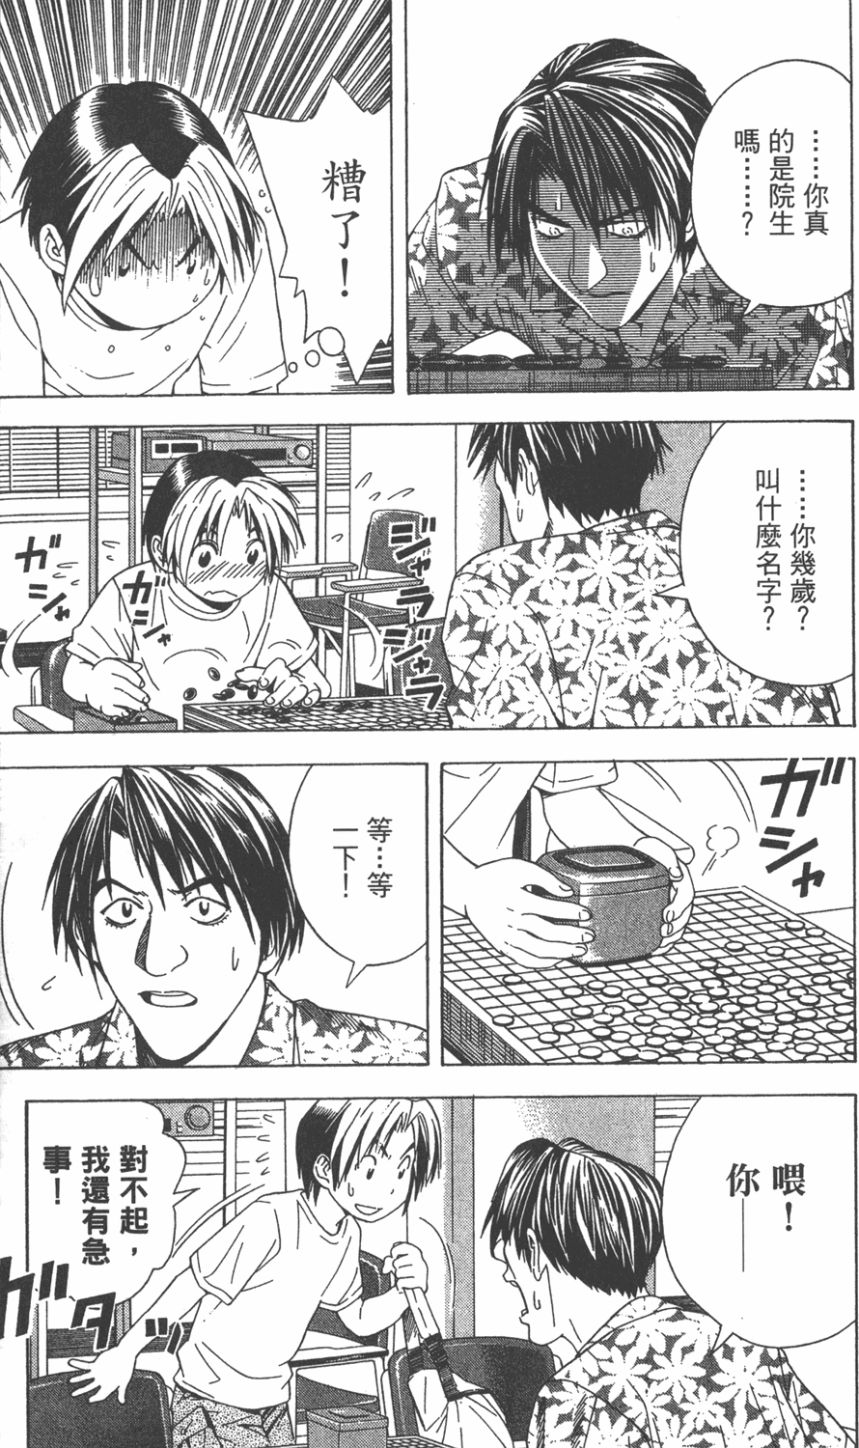 ……你真
的是院生
嗎……？
糟了！
……你幾歲？
叫什麼名字？
ジャラ
ジャラ
ガシャ
ガシャ
ガシャ
等…等
一下！
喂！
你——
對不起，
我還有急
事！
ガタッ